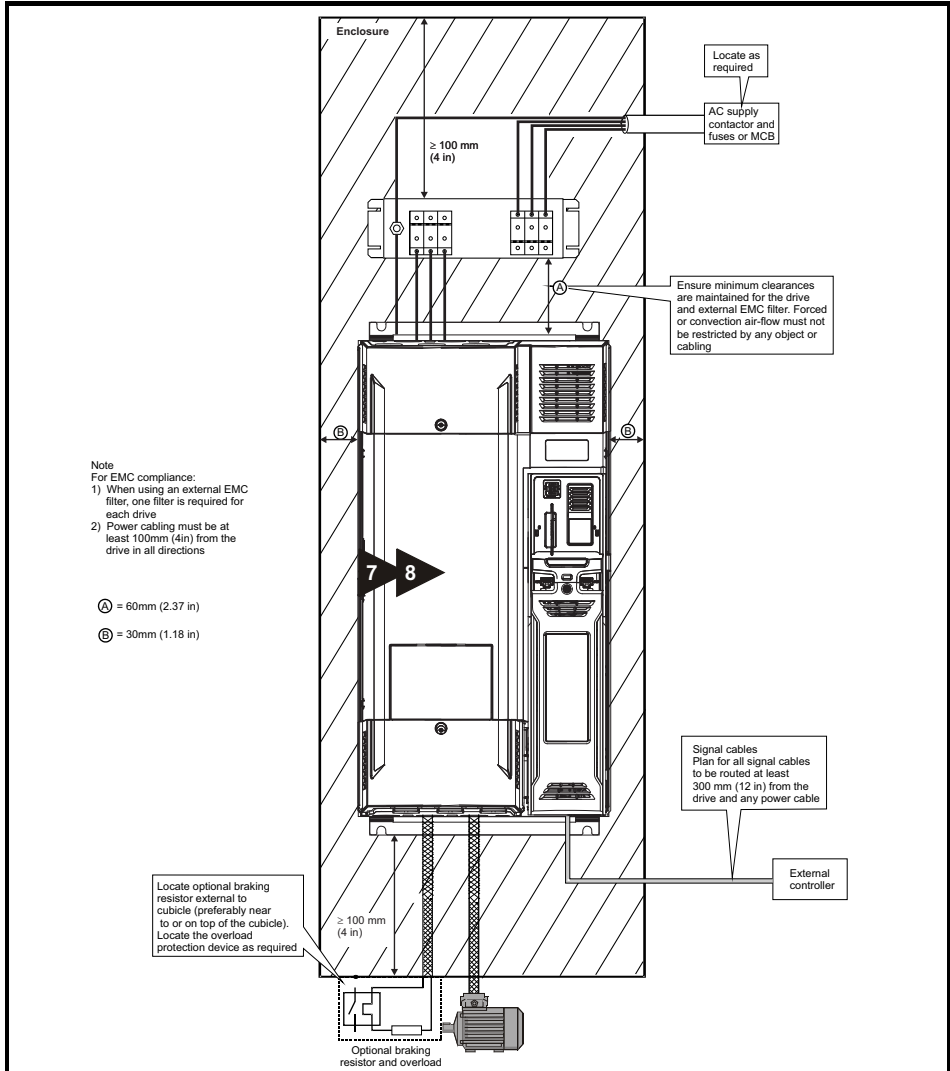 Enclosure
Locate as
required
AC supply
contactor and
fuses or MCB
≥ 100 mm
(4 in)
A
Ensure minimum clearances
are maintained for the drive
and external EMC filter. Forced
or convection air-flow must not
be restricted by any object or
cabling
B
B
Note
For EMC compliance:
1) When using an external EMC
filter, one filter is required for
each drive
2) Power cabling must be at
least 100mm (4in) from the
drive in all directions
7 8
A = 60mm (2.37 in)
B = 30mm (1.18 in)
Signal cables
Plan for all signal cables
to be routed at least
300 mm (12 in) from the
drive and any power cable
External
controller
Locate optional braking
resistor external to
cubicle (preferably near
to or on top of the cubicle).
Locate the overload
protection device as required
≥ 100 mm
(4 in)
Optional braking
resistor and overload